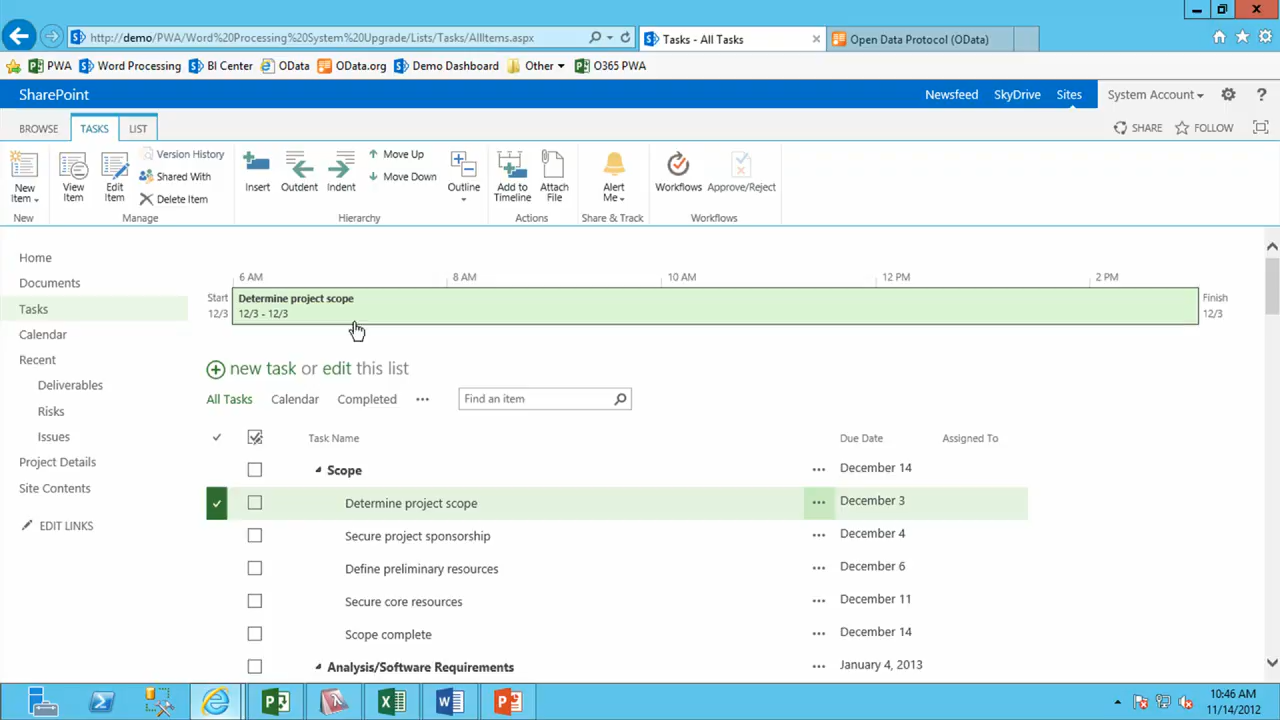 http://demo/PWA/Word%20Processing%20System%20Upgrade/Lists/Tasks/AllItems.aspx
Tasks - All Tasks
Open Data Protocol (OData)
PWA
Word Processing
BI Center
OData
OData.org
Demo Dashboard
Other
O365 PWA
SharePoint
Newsfeed
SkyDrive
Sites
System Account
?
BROWSE
TASKS
LIST
SHARE
FOLLOW
New Item
View Item
Edit Item
Version History
Shared With
Delete Item
Insert
Outdent
Indent
Move Up
Move Down
Outline
Add to Timeline
Attach File
Alert Me
Workflows
Approve/Reject
New
Manage
Hierarchy
Actions
Share & Track
Workflows
Home
Documents
Tasks
Calendar
Recent
Deliverables
Risks
Issues
Project Details
Site Contents
EDIT LINKS
6 AM
8 AM
10 AM
12 PM
2 PM
Start
12/3
Determine project scope
12/3 - 12/3
Finish
12/3
new task or edit this list
All Tasks
Calendar
Completed
Find an item
Task Name
Due Date
Assigned To
Scope
December 14
Determine project scope
December 3
Secure project sponsorship
December 4
Define preliminary resources
December 6
Secure core resources
December 11
Scope complete
December 14
Analysis/Software Requirements
January 4, 2013
10:46 AM
11/14/2012